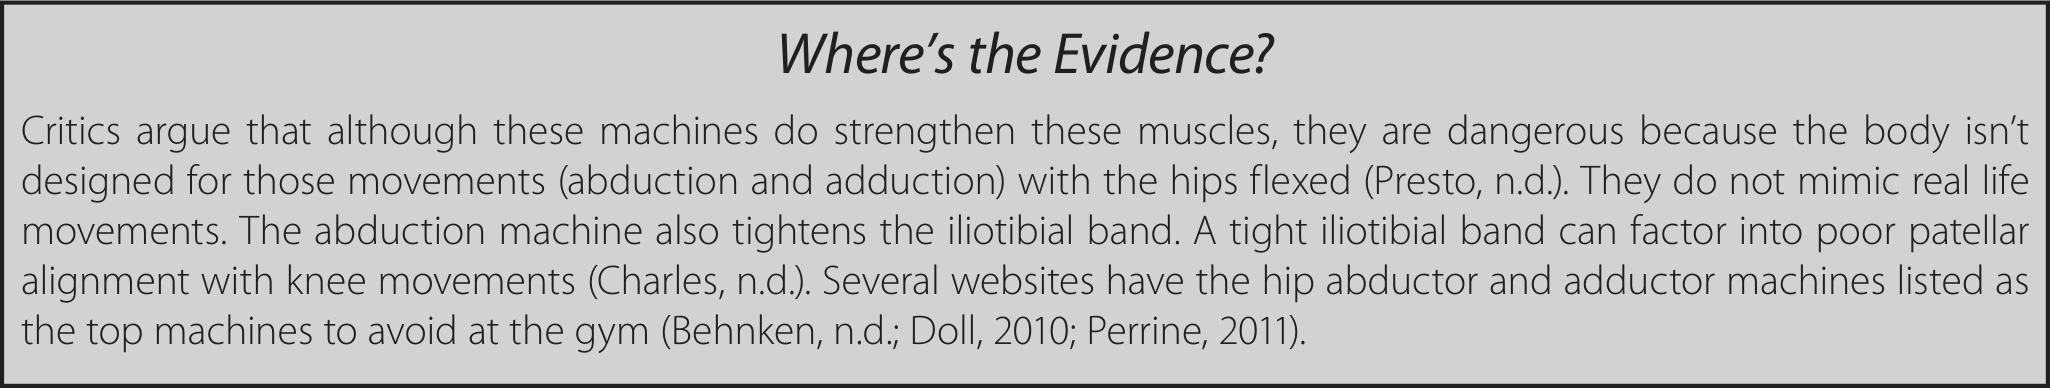 Where’s the Evidence?
Critics argue that although these machines do strengthen these muscles, they are dangerous because the body isn’t
designed for those movements (abduction and adduction) with the hips flexed (Presto, n.d.). They do not mimic real life
movements. The abduction machine also tightens the iliotibial band. A tight iliotibial band can factor into poor patellar
alignment with knee movements (Charles, n.d.). Several websites have the hip abductor and adductor machines listed as
the top machines to avoid at the gym (Behnken, n.d.; Doll, 2010; Perrine, 2011).